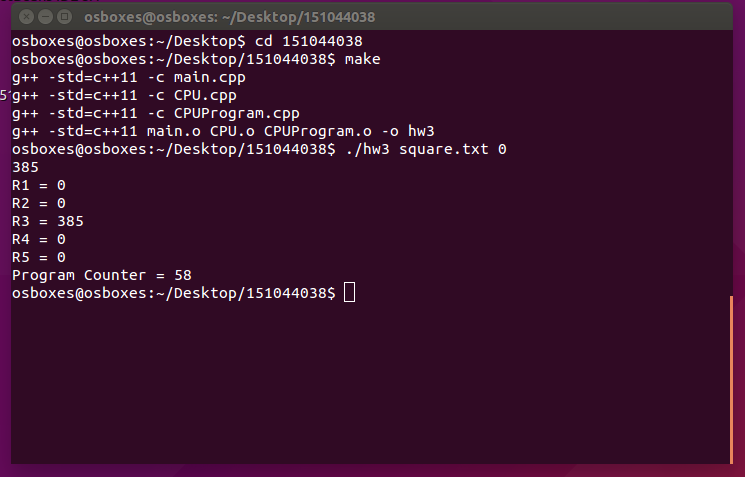 osboxes@osboxes: ~/Desktop/151044038
osboxes@osboxes:~/Desktop$ cd 151044038
osboxes@osboxes:~/Desktop/151044038$ make
g++ -std=c++11 -c main.cpp
g++ -std=c++11 -c CPU.cpp
g++ -std=c++11 -c CPUProgram.cpp
g++ -std=c++11 main.o CPU.o CPUProgram.o -o hw3
osboxes@osboxes:~/Desktop/151044038$ ./hw3 square.txt 0
385
R1 = 0
R2 = 0
R3 = 385
R4 = 0
R5 = 0
Program Counter = 58
osboxes@osboxes:~/Desktop/151044038$